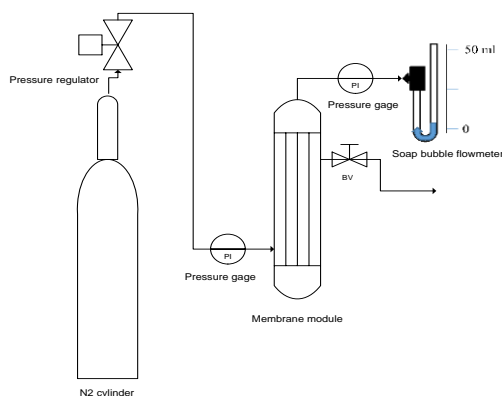 Pressure regulator
PI
Pressure gage
50 ml
0
Soap bubble flowmeter
BV
PI
Pressure gage
Membrane module
N2 cylinder